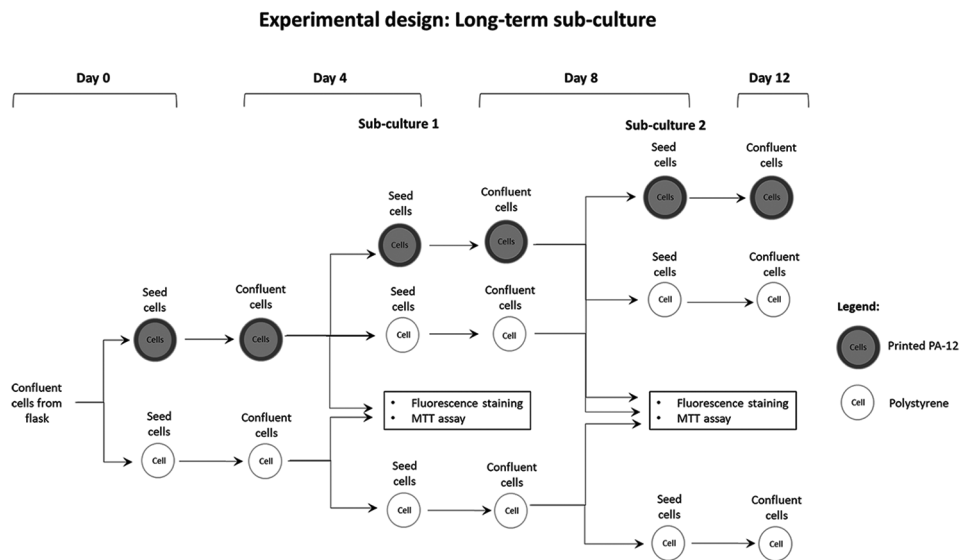 Experimental design: Long-term sub-culture
Day 0
Day 4
Day 8
Day 12
Sub-culture 1
Sub-culture 2
Seed
cells
Confluent
cells
Cells
Cells
Seed
cells
Confluent
cells
Cells
Cells
Seed
cells
Confluent
cells
Cell
Cell
Seed
cells
Confluent
cells
Cells
Cells
Seed
cells
Confluent
cells
Cell
Cell
Legend:
Cells
Printed PA-12
Cell
Polystyrene
Confluent
cells from
flask
• Fluorescence staining
• MTT assay
• Fluorescence staining
• MTT assay
Seed
cells
Confluent
cells
Cell
Cell
Seed
cells
Confluent
cells
Cell
Cell
Seed
cells
Confluent
cells
Cell
Cell